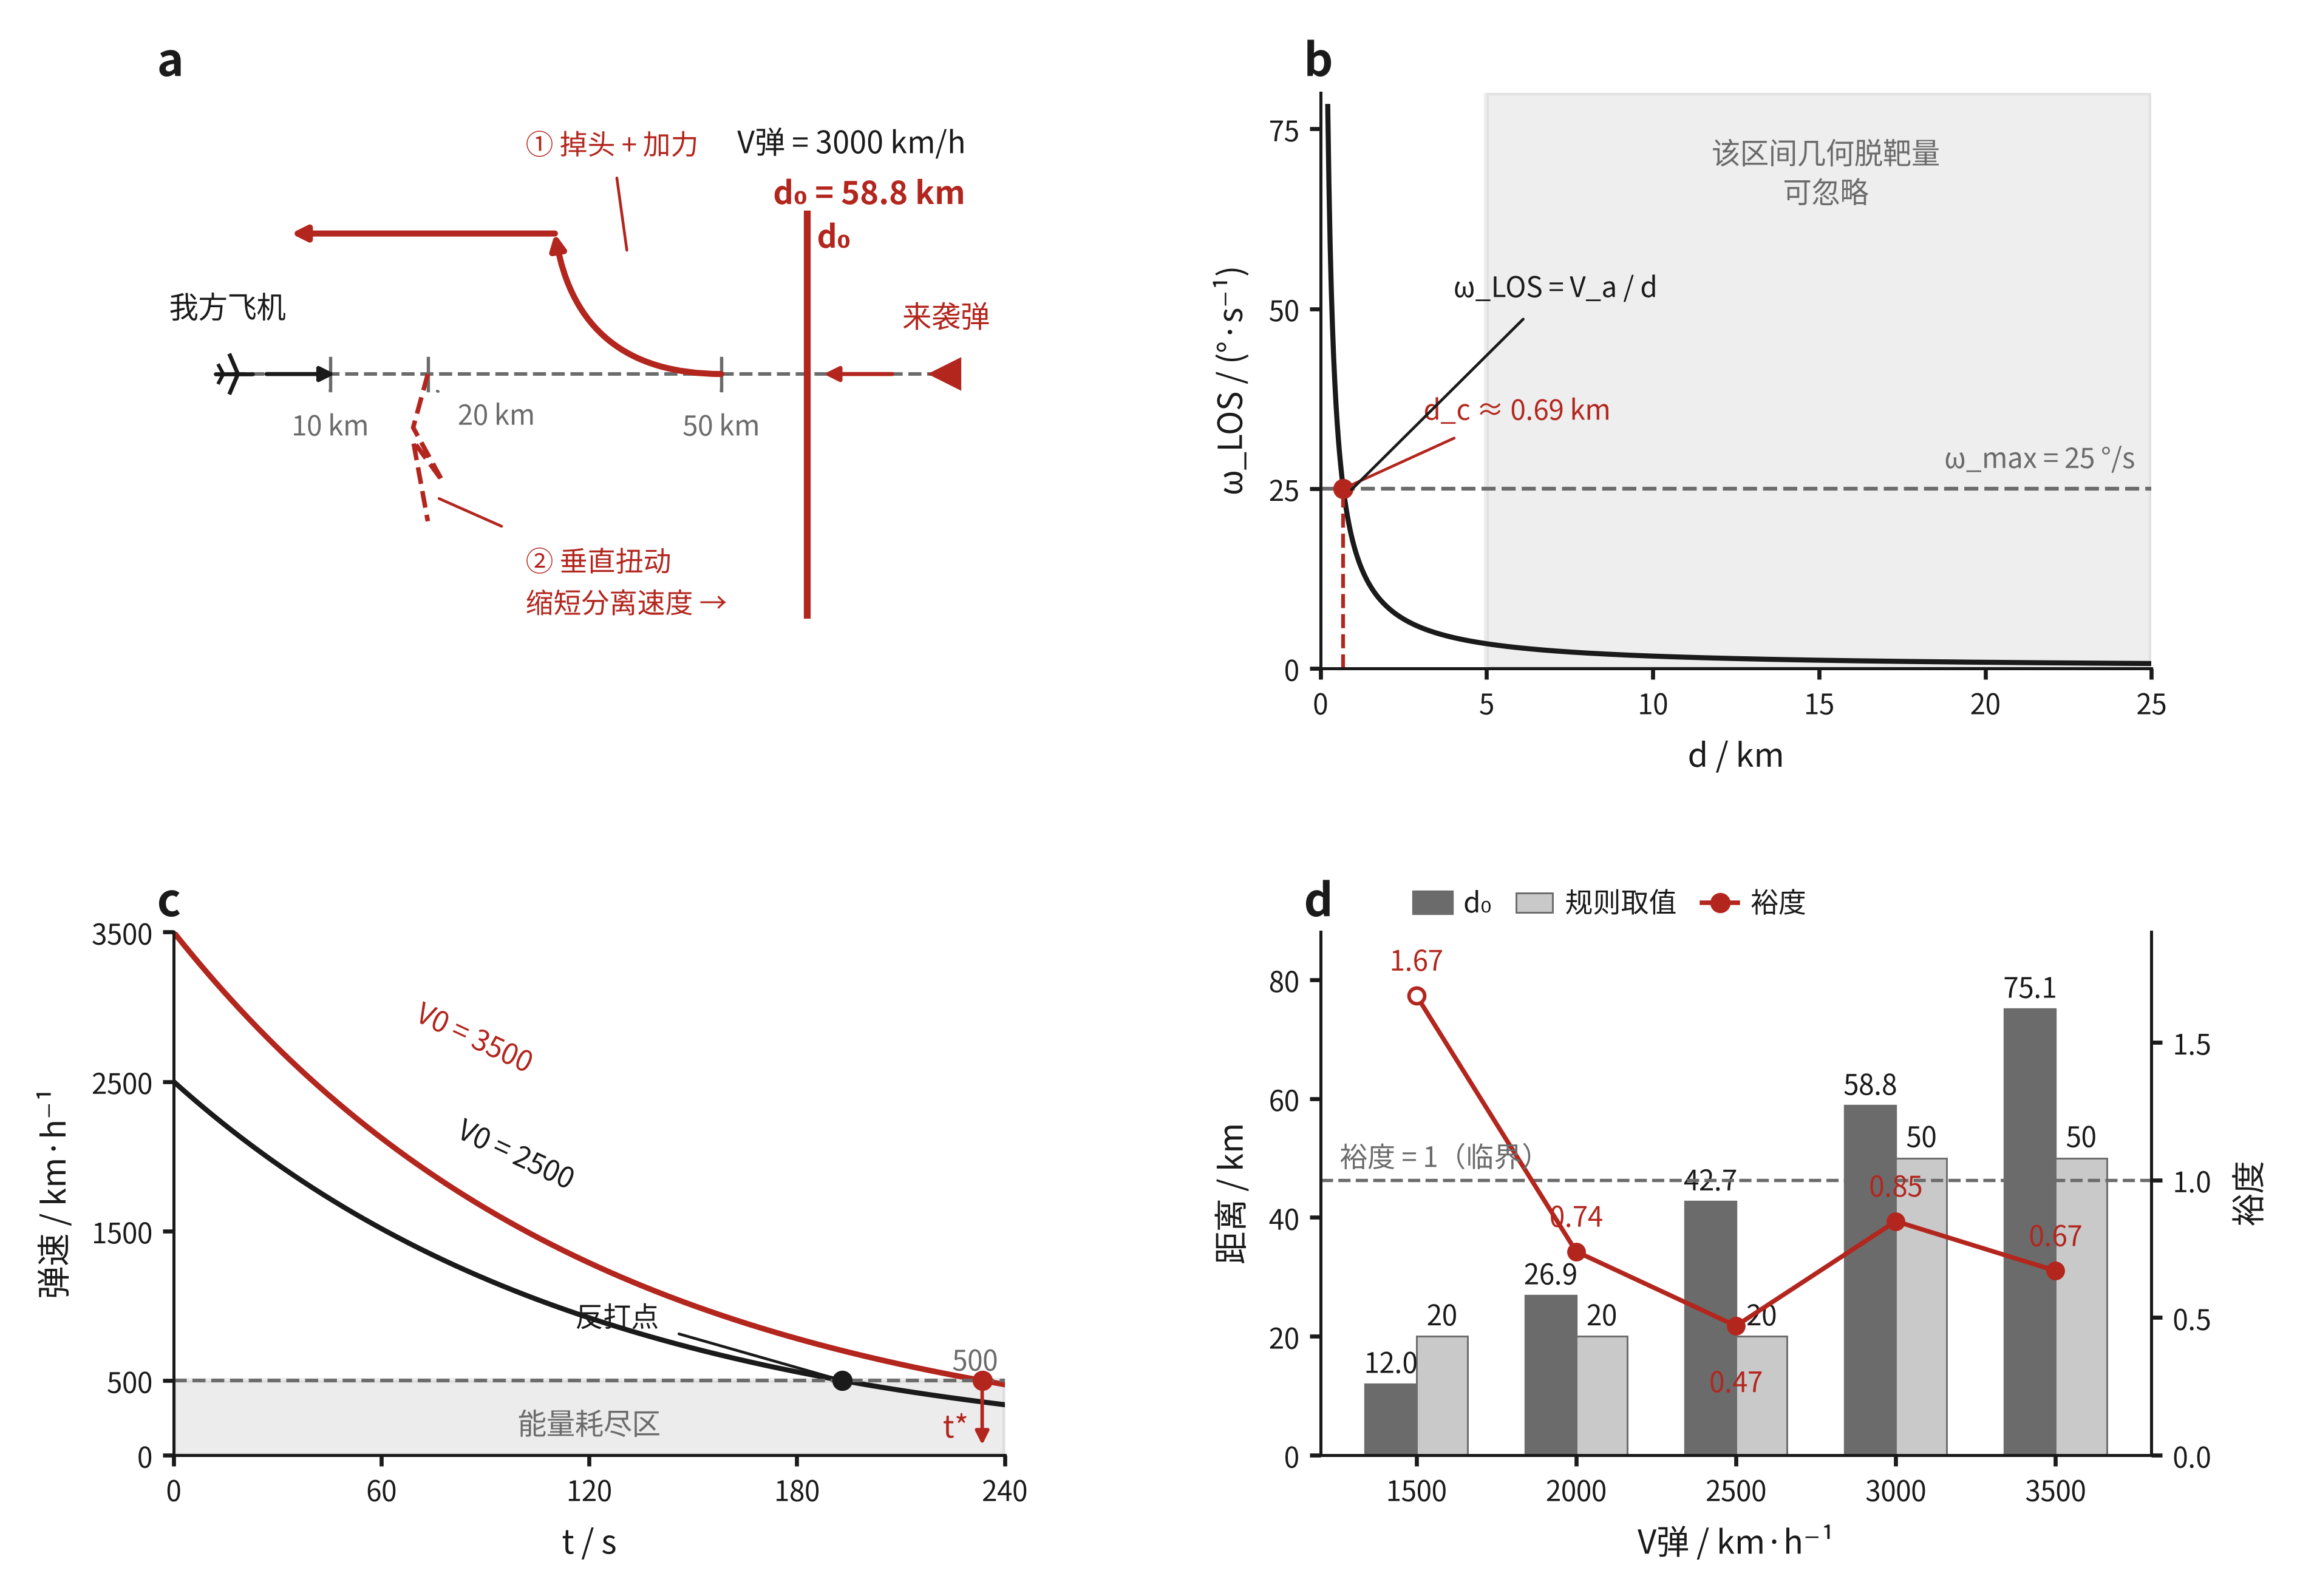 a
① 掉头 + 加力
V弹 = 3000 km/h
d₀ = 58.8 km
d₀
我方飞机
来袭弹
10 km
20 km
50 km
② 垂直扭动
缩短分离速度 →
b
75
50
25
0
ω_LOS / (°·s⁻¹)
该区间几何脱靶量
可忽略
ω_LOS = V_a / d
d_c ≈ 0.69 km
ω_max = 25 °/s
0
5
10
15
20
25
d / km
c
3500
2500
1500
500
0
弹速 / km·h⁻¹
V0 = 3500
V0 = 2500
反打点
500
t*
能量耗尽区
0
60
120
180
240
t / s
d
d₀
规则取值
裕度
80
60
40
20
0
距离 / km
1.67
75.1
58.8
裕度 = 1（临界）
50
50
42.7
0.85
0.74
0.67
26.9
20
20
20
12.0
0.47
1.5
1.0
0.5
0.0
裕度
1500
2000
2500
3000
3500
V弹 / km·h⁻¹